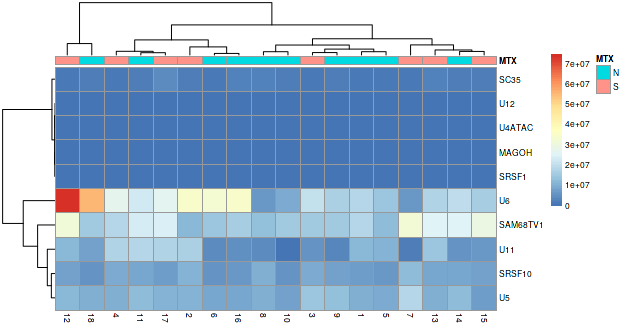 MTX
SC35
U12
U4ATAC
MAGOH
SRSF1
U6
SAM68TV1
U11
SRSF10
U5
12 18 4 11 17 2 6 16 8 10 3 9 1 5 7 13 14 15
7e+07
6e+07
5e+07
4e+07
3e+07
2e+07
1e+07
0
MTX
N
S